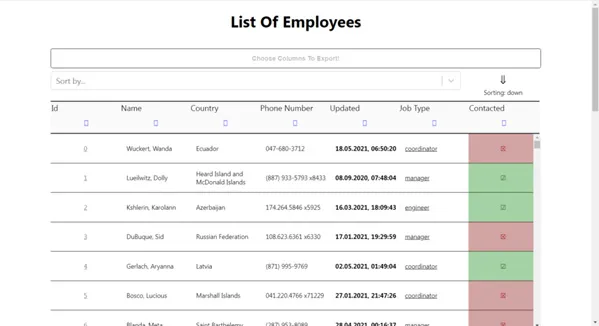 List Of Employees
Choose Columns To Export!
Sort by...
Sorting: down
Id Name Country Phone Number Updated Job Type Contacted
0 Wuckert, Wanda Ecuador 047-680-3712 18.05.2021, 06:50:20 coordinator
1 Lueilwitz, Dolly Heard Island and McDonald Islands (887) 933-5793 x8433 08.09.2020, 07:48:04 manager
2 Kshlerin, Karolann Azerbaijan 174.264.5846 x5925 16.03.2021, 18:09:43 engineer
3 DuBuque, Sid Russian Federation 108.623.6361 x6330 17.01.2021, 19:29:59 manager
4 Gerlach, Aryanna Latvia (871) 995-9769 02.05.2021, 01:49:04 coordinator
5 Bosco, Lucious Marshall Islands 041.220.4766 x71229 27.01.2021, 21:47:26 coordinator
Blanda, Meta Saint Barthelemy (287) 953-8089 28.04.2021, 00:16:37 manager